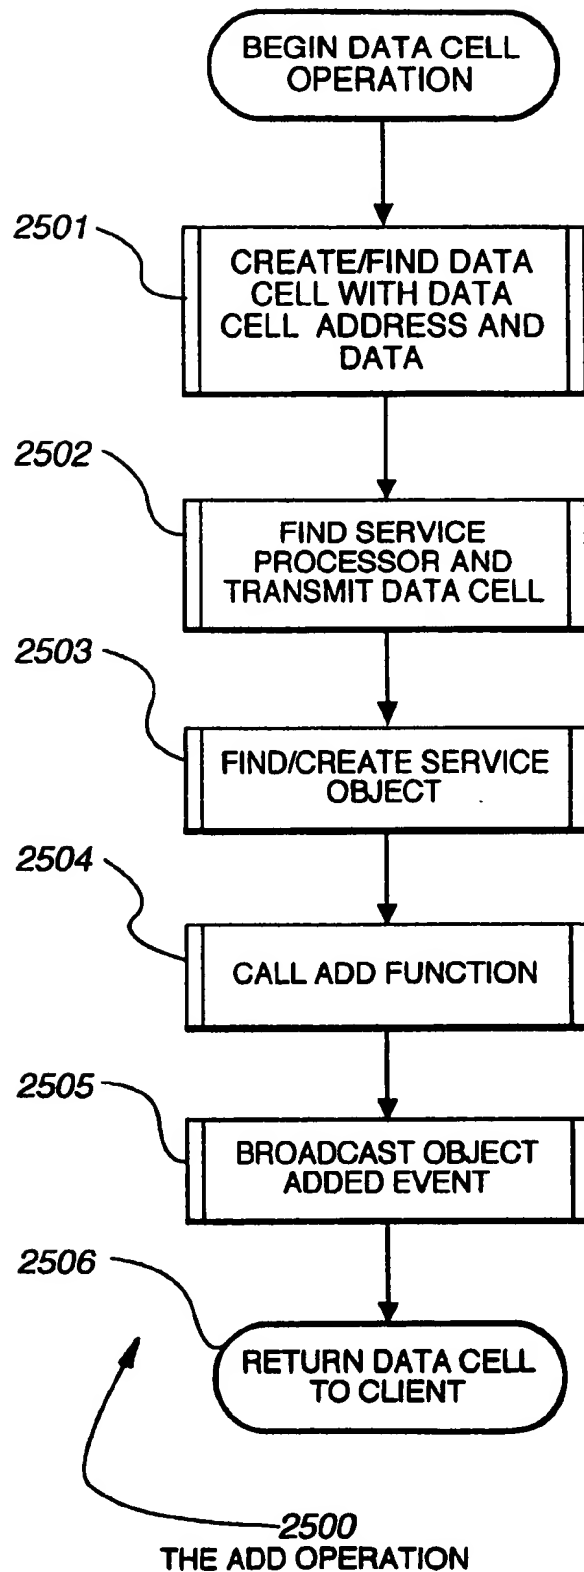 BEGIN DATA CELL
OPERATION
2501
CREATE/FIND DATA
CELL WITH DATA
CELL ADDRESS AND
DATA
2502
FIND SERVICE
PROCESSOR AND
TRANSMIT DATA CELL
2503
FIND/CREATE SERVICE
OBJECT
2504
CALL ADD FUNCTION
2505
BROADCAST OBJECT
ADDED EVENT
2506
RETURN DATA CELL
TO CLIENT
2500
THE ADD OPERATION